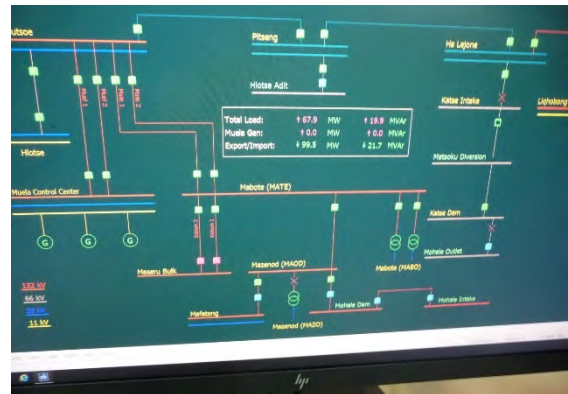 utsoe
Pitseng
Ha Lejone
Hlotse Adit
Katse Intake
Liqhobong
Total Load: ↑ 67.9 MW ↑ 19.9 MVAr
Muela Gen: ↑ 0.0 MW ↑ 0.0 MVAr
Export/Import: ↓ 99.5 MW ↓ 21.7 MVAr
Hlotse
Matsoku Diversion
Muela Control Center
Mabote (MATE)
Katse Dam
G G G
Maseru Bulk
Mazenod (MAOD)
Mabote (MABO)
Mohale Outlet
132 kV
66 kV
33 kV
11 kV
Mafeteng
Mazenod (MAZO)
Mohale Dam
Mohale Intake
hp